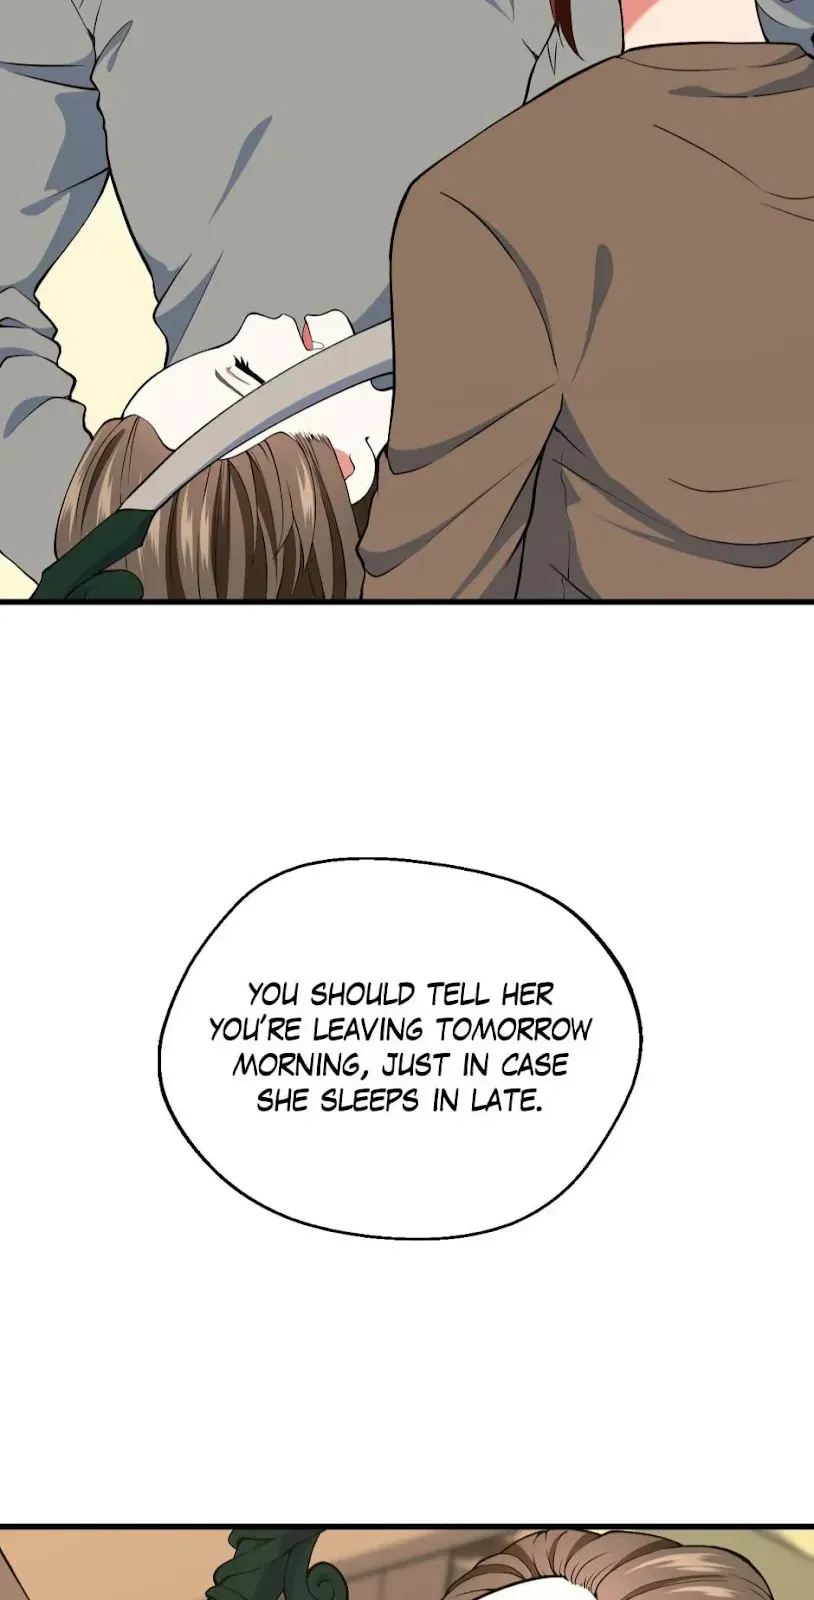 YOU SHOULD TELL HER
YOU'RE LEAVING TOMORROW
MORNING, JUST IN CASE
SHE SLEEPS IN LATE.